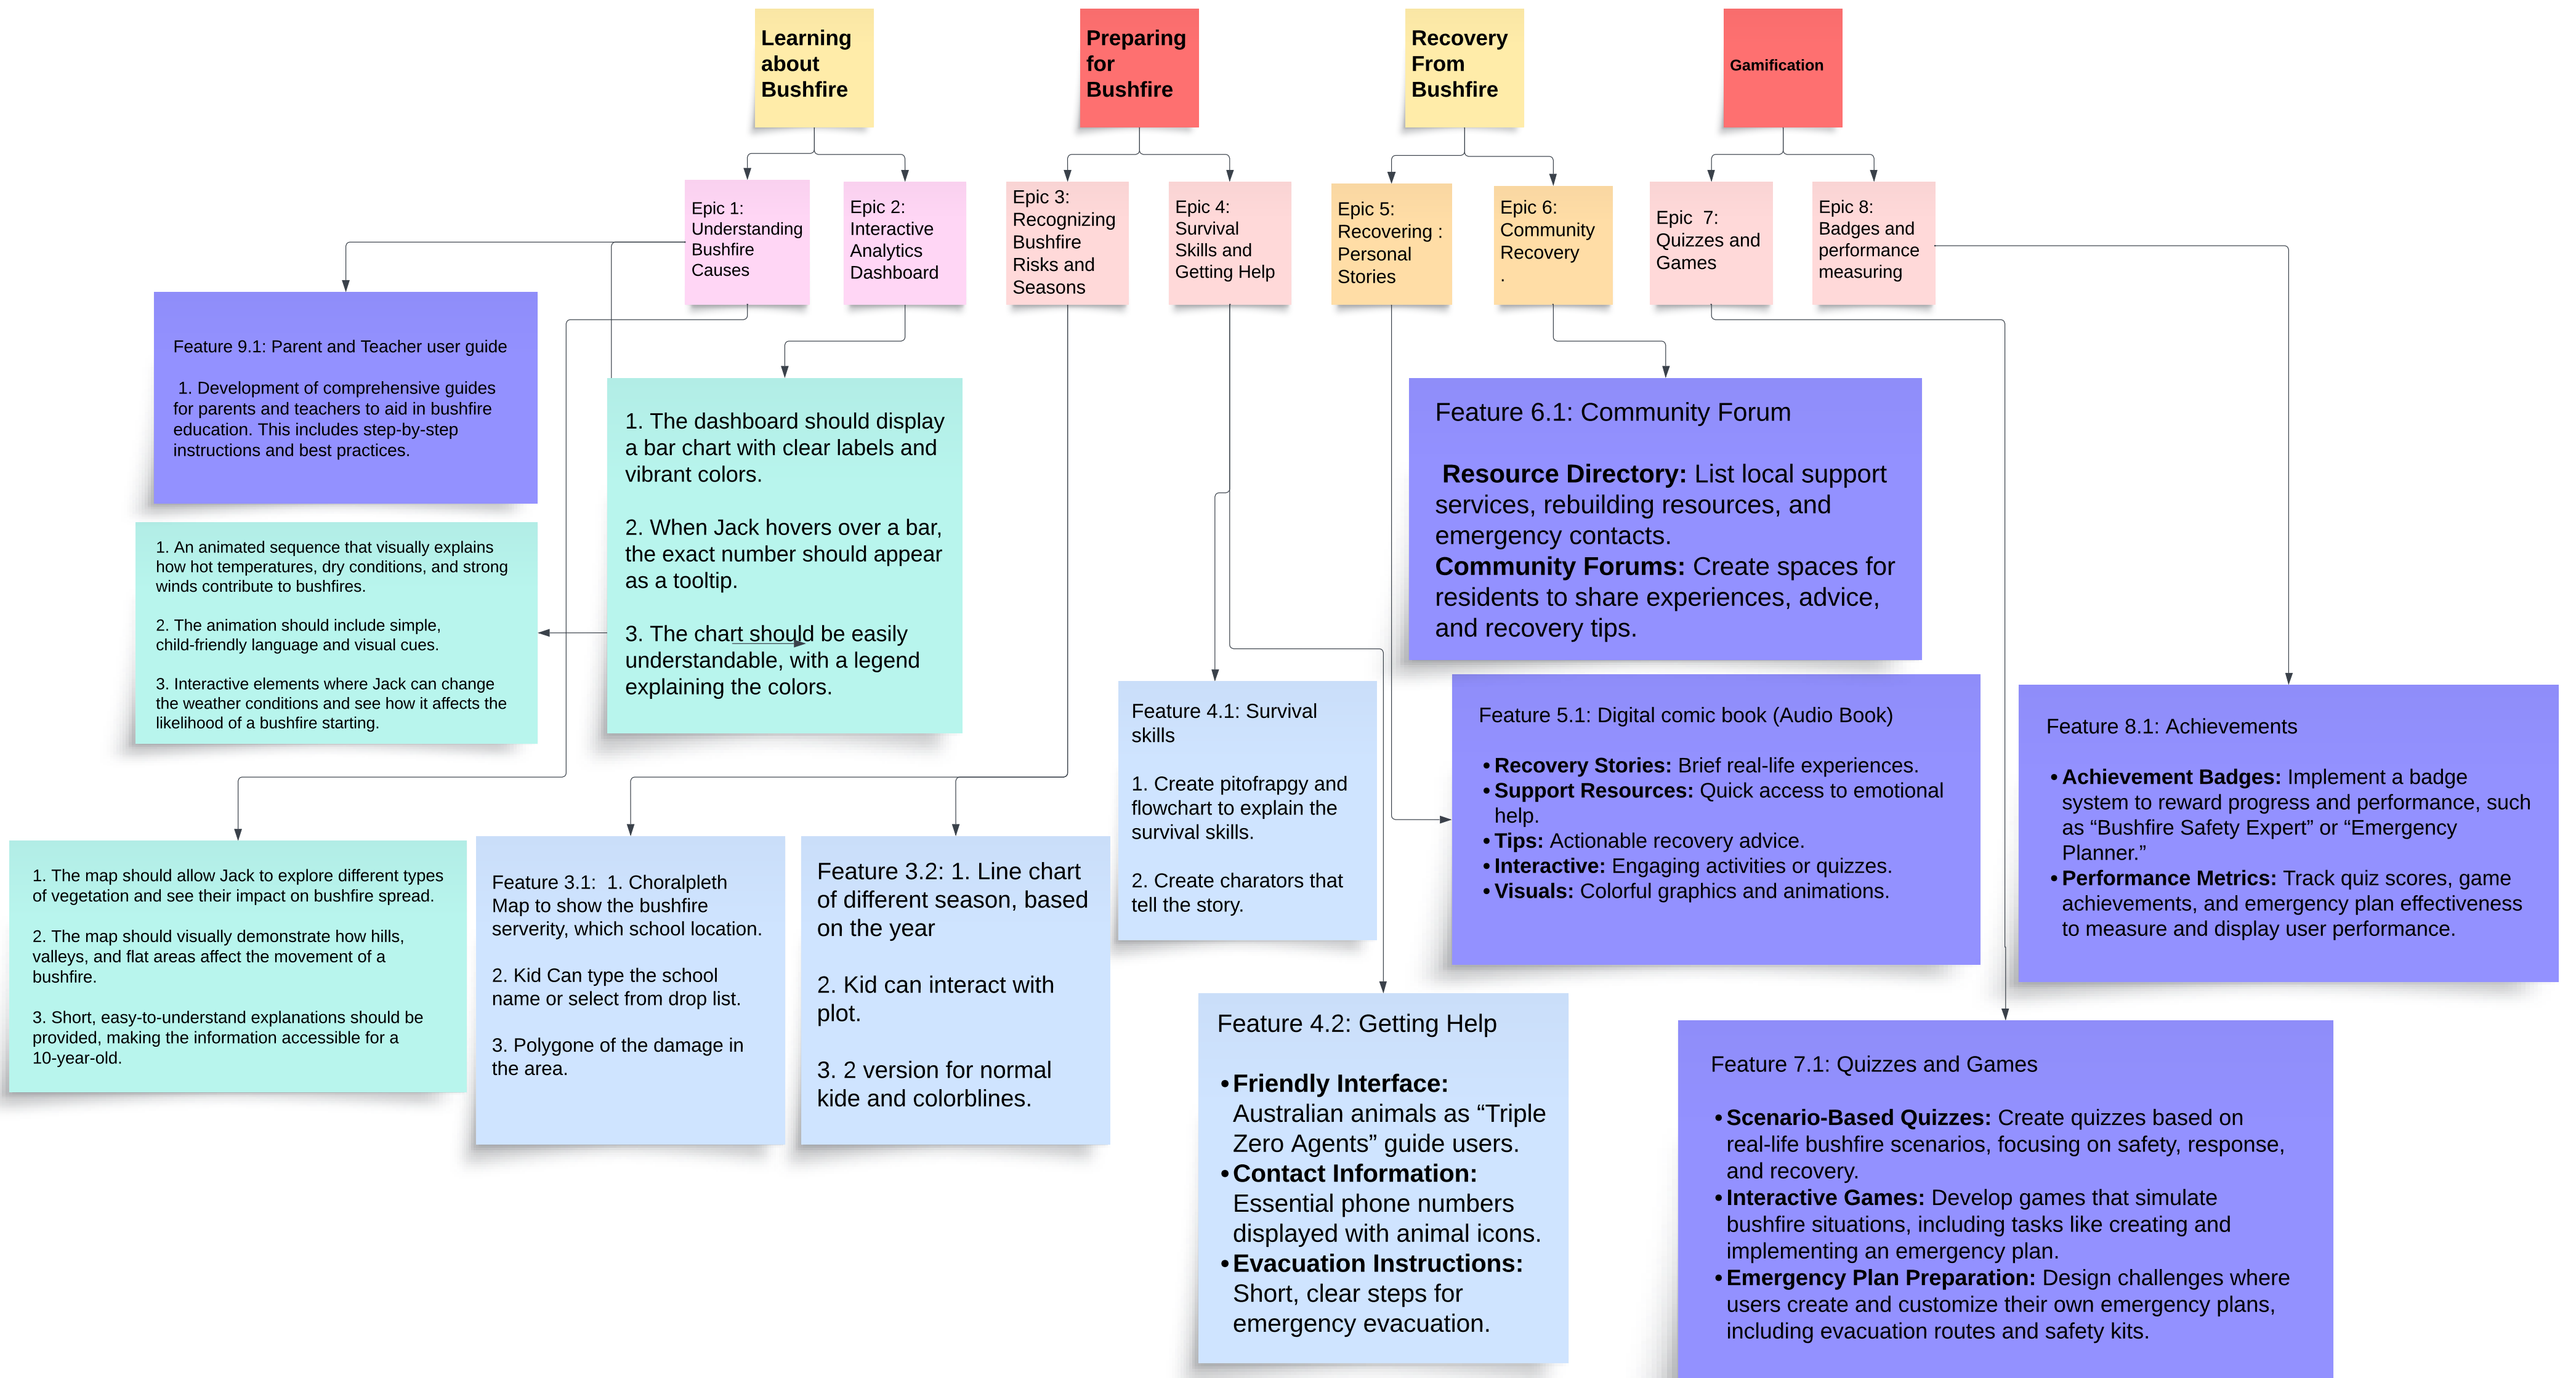 Learning
about
Bushfire
Preparing
for
Bushfire
Recovery
From
Bushfire
Gamification
Epic 1:
Understanding
Bushfire
Causes
Epic 2:
Interactive
Analytics
Dashboard
Epic 3:
Recognizing
Bushfire
Risks and
Seasons
Epic 4:
Survival
Skills and
Getting Help
Epic 5:
Recovering :
Personal
Stories
Epic 6:
Community
Recovery
.
Epic  7:
Quizzes and
Games
Epic 8:
Badges and
performance
measuring
Feature 9.1: Parent and Teacher user guide
1. Development of comprehensive guides
for parents and teachers to aid in bushfire
education. This includes step-by-step
instructions and best practices.
1. The dashboard should display
a bar chart with clear labels and
vibrant colors.
2. When Jack hovers over a bar,
the exact number should appear
as a tooltip.
3. The chart should be easily
understandable, with a legend
explaining the colors.
Feature 6.1: Community Forum
Resource Directory: List local support
services, rebuilding resources, and
emergency contacts.
Community Forums: Create spaces for
residents to share experiences, advice,
and recovery tips.
1. An animated sequence that visually explains
how hot temperatures, dry conditions, and strong
winds contribute to bushfires.
2. The animation should include simple,
child-friendly language and visual cues.
3. Interactive elements where Jack can change
the weather conditions and see how it affects the
likelihood of a bushfire starting.
Feature 4.1: Survival
skills
1. Create pitofrapgy and
flowchart to explain the
survival skills.
2. Create charators that
tell the story.
Feature 5.1: Digital comic book (Audio Book)
• Recovery Stories: Brief real-life experiences.
• Support Resources: Quick access to emotional
help.
• Tips: Actionable recovery advice.
• Interactive: Engaging activities or quizzes.
• Visuals: Colorful graphics and animations.
Feature 8.1: Achievements
• Achievement Badges: Implement a badge
system to reward progress and performance, such
as “Bushfire Safety Expert” or “Emergency
Planner.”
• Performance Metrics: Track quiz scores, game
achievements, and emergency plan effectiveness
to measure and display user performance.
1. The map should allow Jack to explore different types
of vegetation and see their impact on bushfire spread.
2. The map should visually demonstrate how hills,
valleys, and flat areas affect the movement of a
bushfire.
3. Short, easy-to-understand explanations should be
provided, making the information accessible for a
10-year-old.
Feature 3.1:  1. Choralpleth
Map to show the bushfire
serverity, which school location.
2. Kid Can type the school
name or select from drop list.
3. Polygone of the damage in
the area.
Feature 3.2: 1. Line chart
of different season, based
on the year
2. Kid can interact with
plot.
3. 2 version for normal
kide and colorblines.
Feature 4.2: Getting Help
• Friendly Interface:
Australian animals as “Triple
Zero Agents” guide users.
• Contact Information:
Essential phone numbers
displayed with animal icons.
• Evacuation Instructions:
Short, clear steps for
emergency evacuation.
Feature 7.1: Quizzes and Games
• Scenario-Based Quizzes: Create quizzes based on
real-life bushfire scenarios, focusing on safety, response,
and recovery.
• Interactive Games: Develop games that simulate
bushfire situations, including tasks like creating and
implementing an emergency plan.
• Emergency Plan Preparation: Design challenges where
users create and customize their own emergency plans,
including evacuation routes and safety kits.